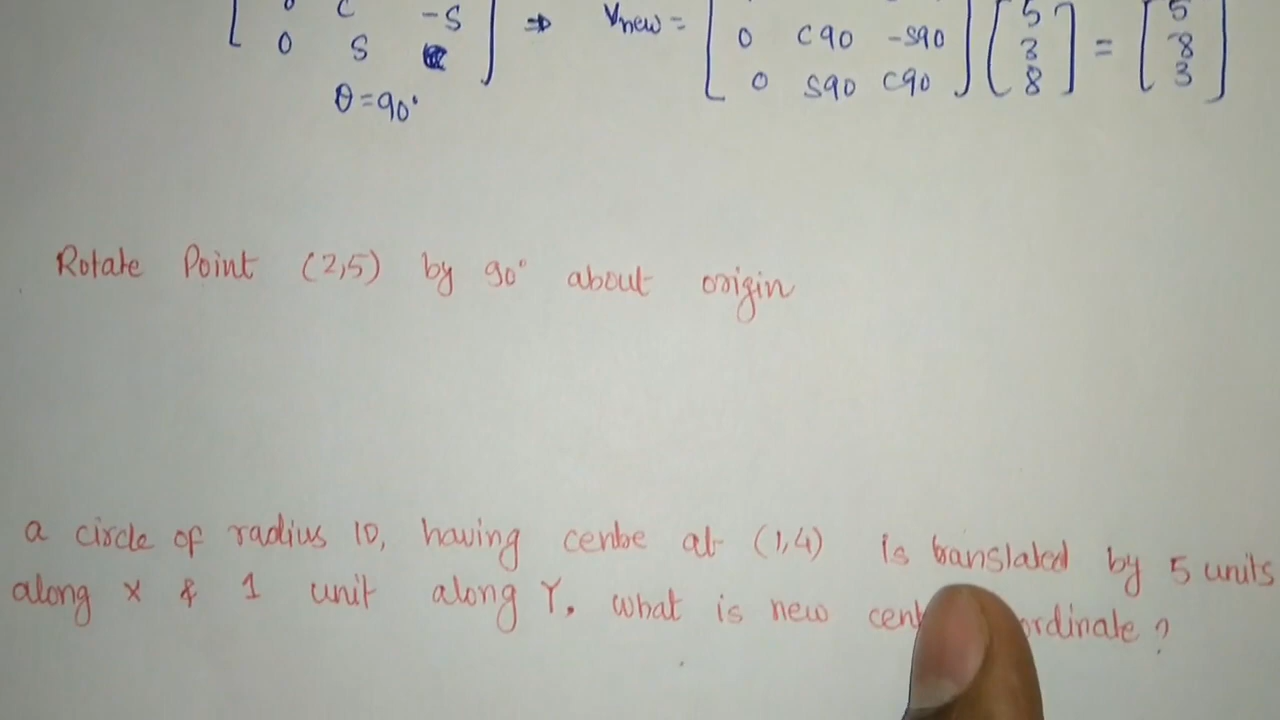 0 C -S ⇒ Vnew = 0 C90 -S90 5 5
0 S 3 = -8
θ=90° 0 S90 C90 8 3
Rotate Point (2,5) by 90° about origin
a circle of radius 10, having centre at (1,4) is translated by 5 units
along X & 1 unit along Y, what is new ordinate?